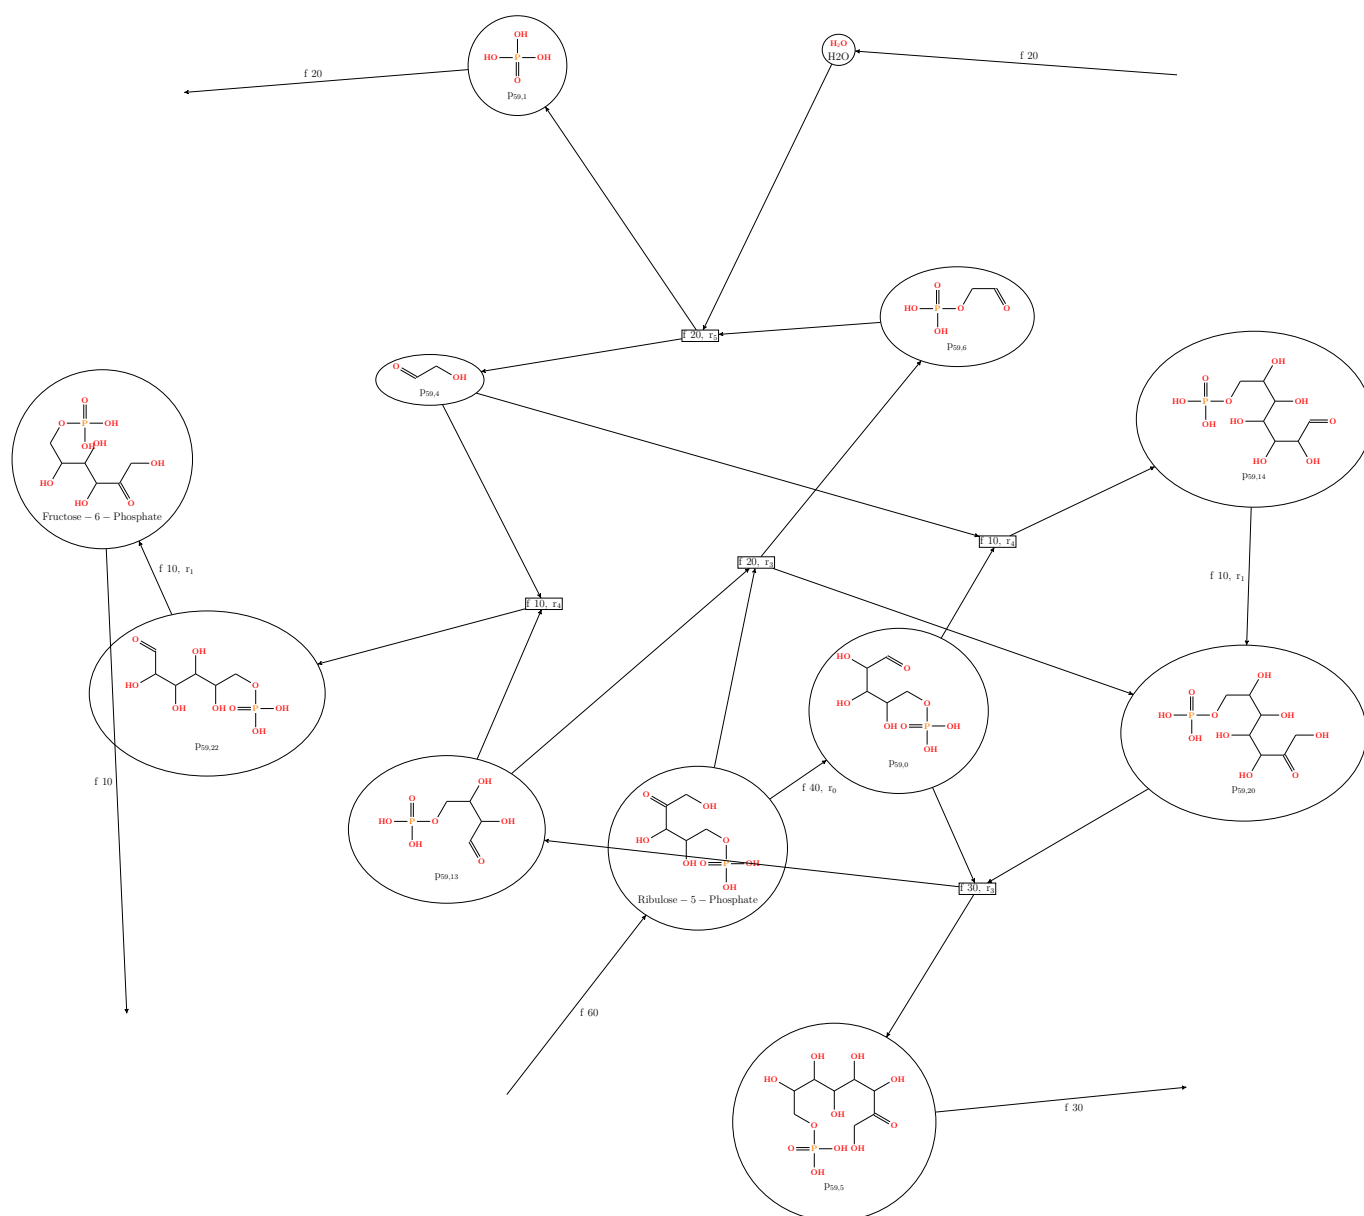 OH
HO P OH
O
p59,1
f 20
H2O
H2O
f 20
f 20, r5
O
HO P O O
OH
p59,6
O
OH
p59,4
OH
O
HO P O OH
OH HO O
HO OH
p59,14
O
O P OH
OH OH
OH
HO
HO O
Fructose – 6 – Phosphate
f 10, r4
f 20, r3
f 10, r1
f 10, r1
f 10, r4
O OH
HO O
OH OH O P OH
OH
p59,22
HO O
HO O
OH O P OH
OH
p59,0
OH
O
HO P O OH
OH HO OH
HO O
p59,20
f 10
f 40, r0
OH
O
HO P O OH
OH O
p59,13
O OH
HO O
OH O P OH
OH
Ribulose – 5 – Phosphate
f 30, r3
f 60
OH OH
HO OH
OH
O O
O P OH OH
OH
p59,5
f 30